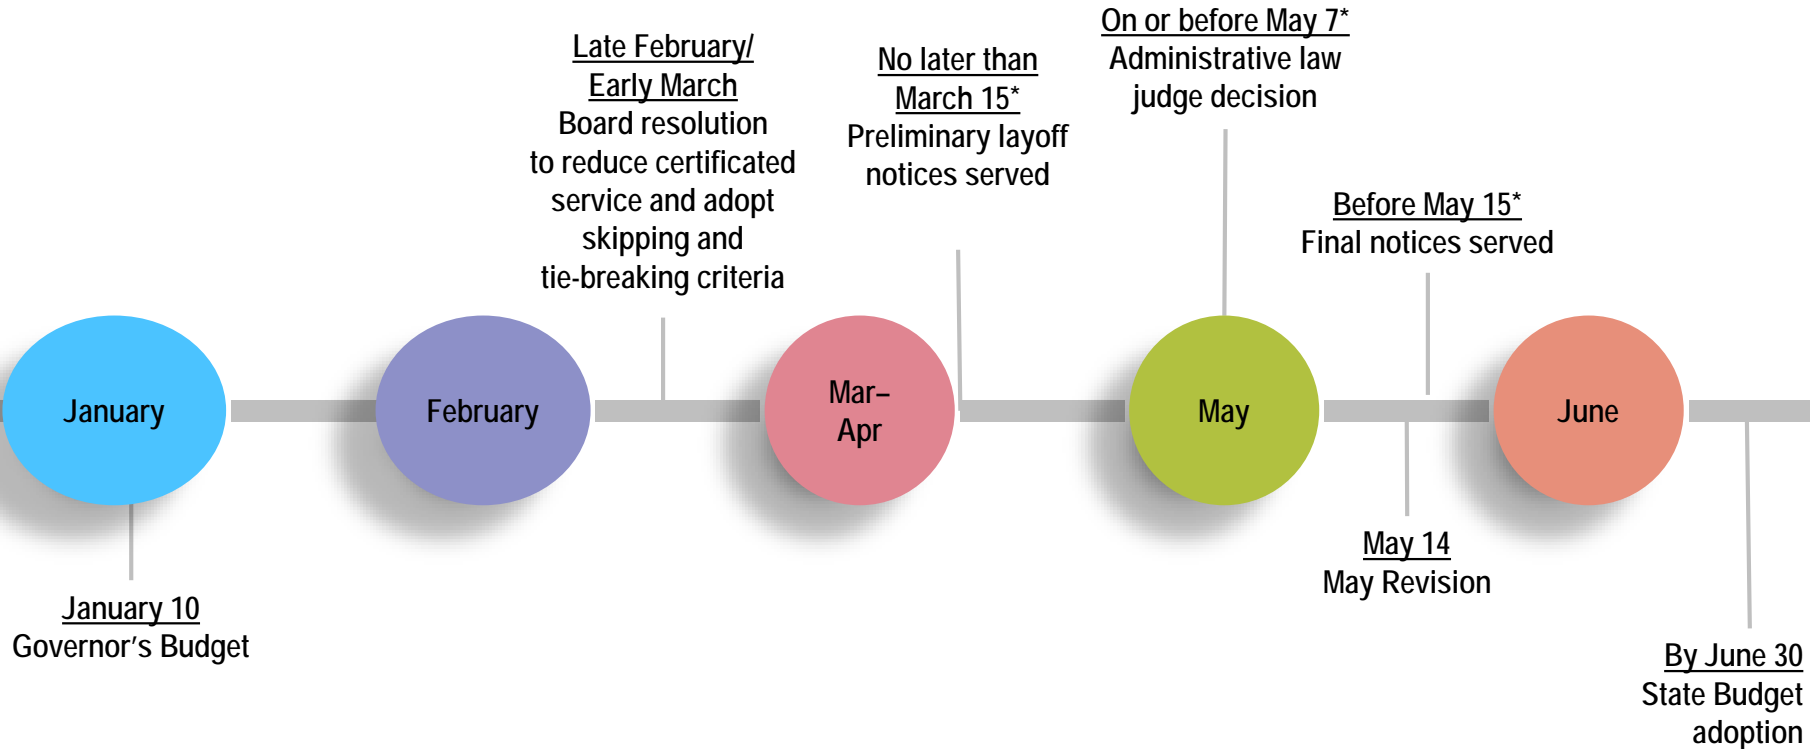 Late February/
Early March
Board resolution
to reduce certificated
service and adopt
skipping and
tie-breaking criteria
No later than
March 15*
Preliminary layoff
notices served
On or before May 7*
Administrative law
judge decision
Before May 15*
Final notices served
January
February
Mar–
Apr
May
June
January 10
Governor's Budget
May 14
May Revision
By June 30
State Budget
adoption